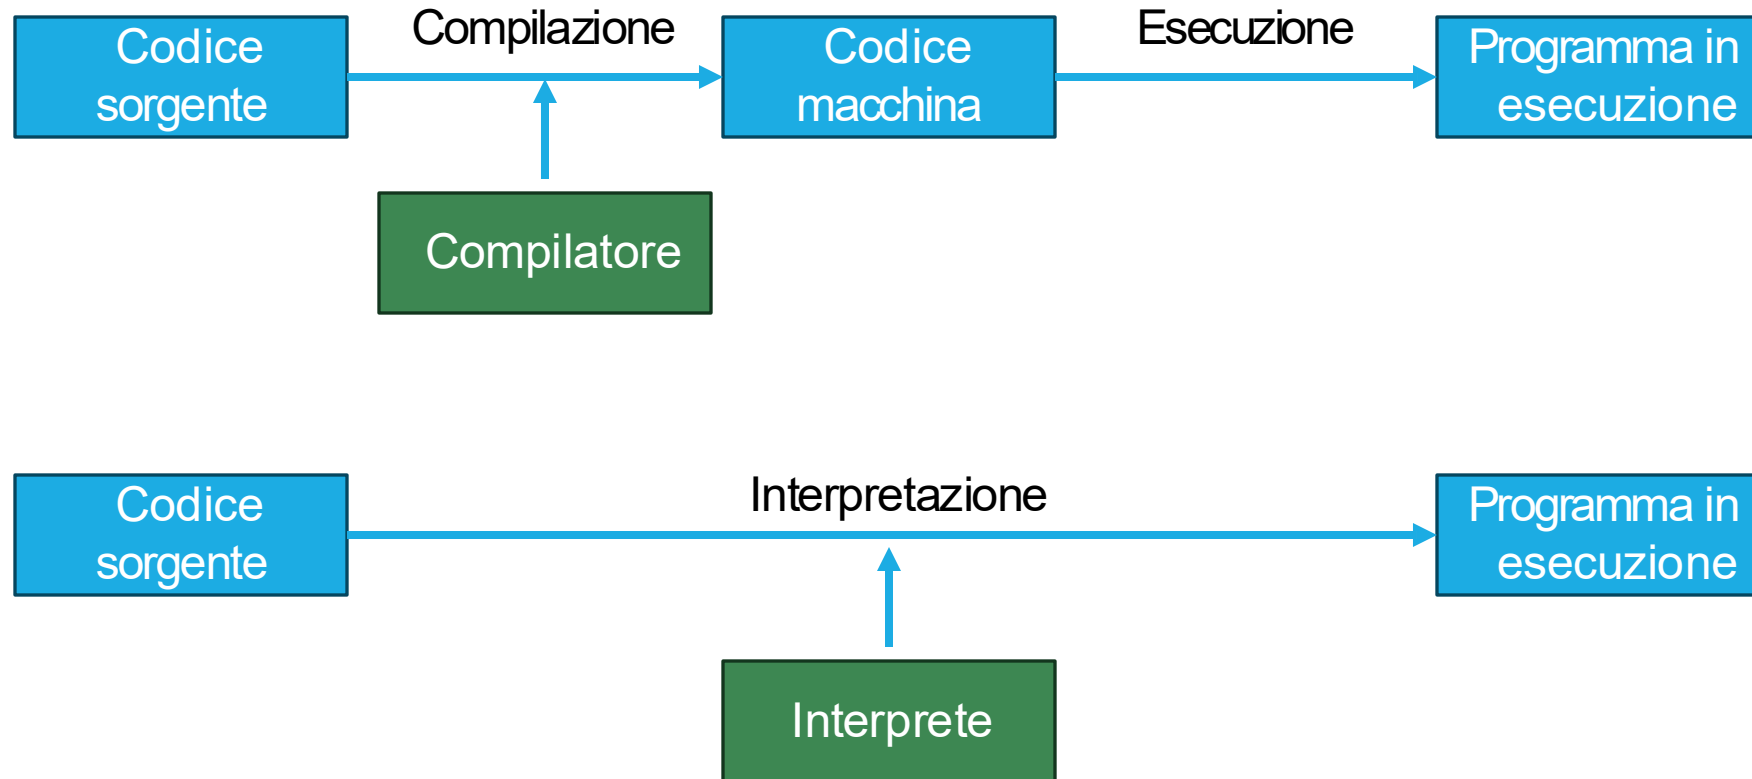 Codice
sorgente
Compilazione
Codice
macchina
Esecuzione
Programma in
esecuzione
Compilatore
Codice
sorgente
Interpretazione
Programma in
esecuzione
Interprete